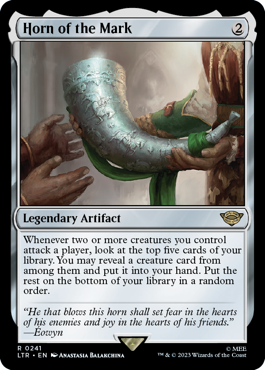 Horn of the Mark 2
Legendary Artifact
Whenever two or more creatures you control
attack a player, look at the top five cards of your
library. You may reveal a creature card from
among them and put it into your hand. Put the
rest on the bottom of your library in a random
order.
“He that blows this horn shall set fear in the hearts
of his enemies and joy in the hearts of his friends.”
—Éowyn
R 0241
LTR • EN ANASTASIA BALAKCHINA
© MEE
™ & © 2023 Wizards of the Coast